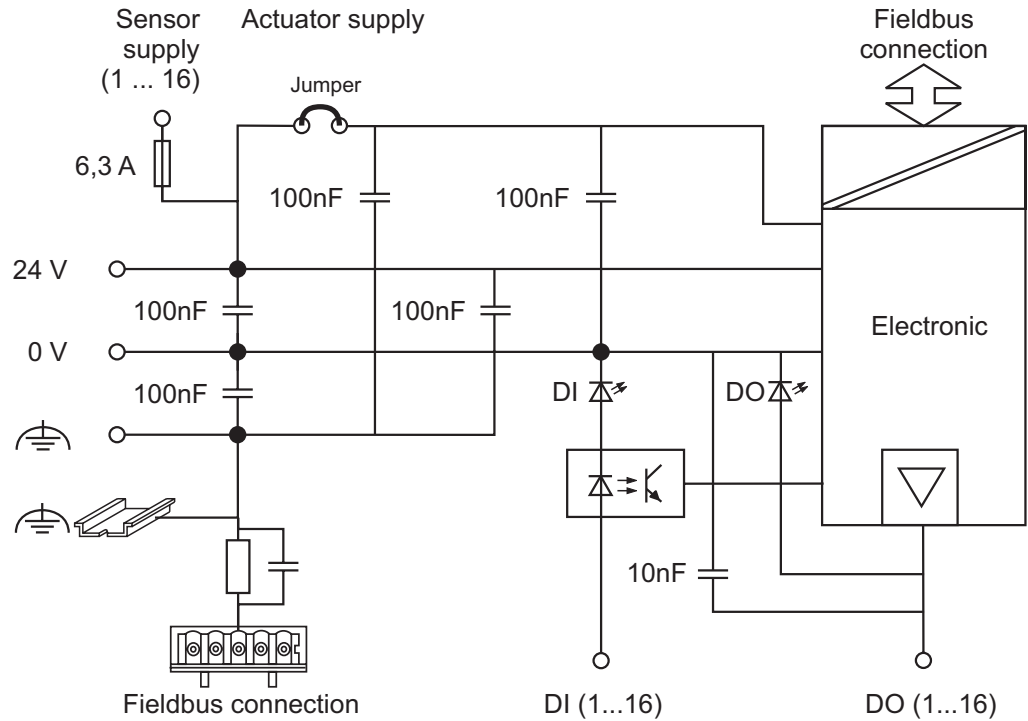 Sensor
supply
(1 ... 16)
Actuator supply
Fieldbus
connection
Jumper
6,3 A
100nF
100nF
24 V
100nF
100nF
Electronic
0 V
100nF
DI
DO
10nF
Fieldbus connection
DI (1...16)
DO (1...16)